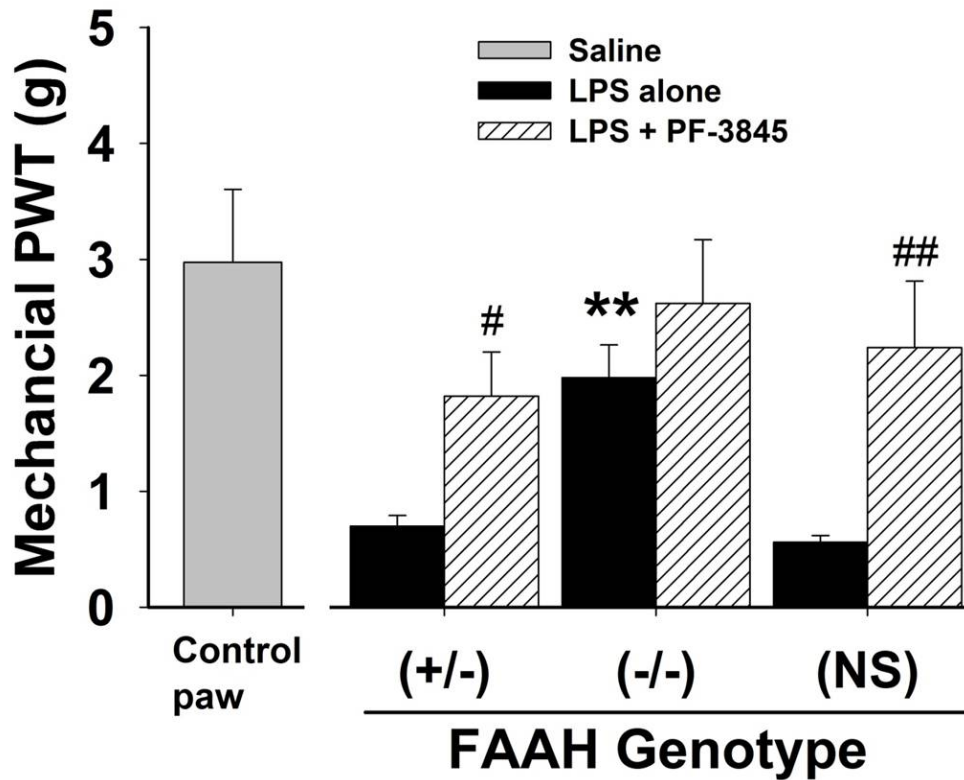 Mechancial PWT (g)
5
4
3
2
1
0
Saline
LPS alone
LPS + PF-3845
#
**
##
Control
paw
(+/-)
(-/-)
(NS)
FAAH Genotype